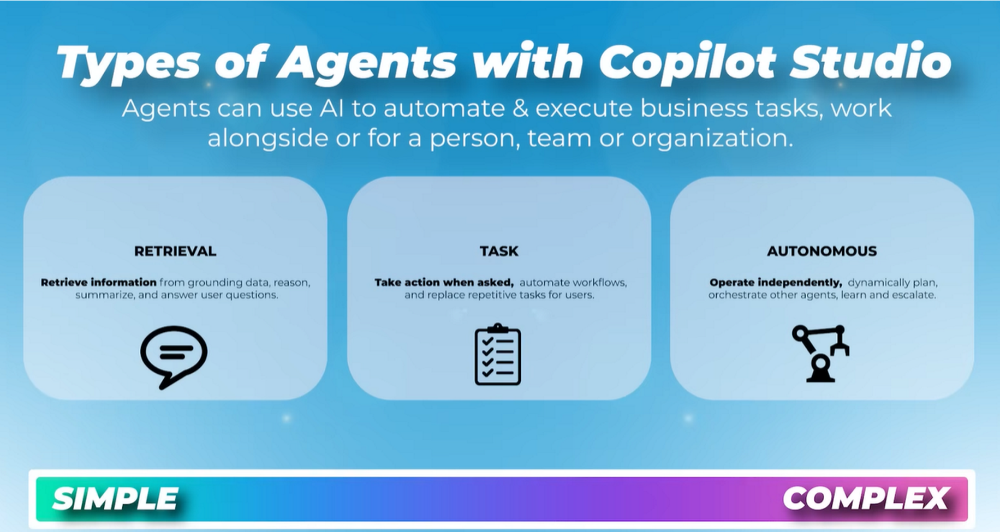 Types of Agents with Copilot Studio
Agents can use AI to automate & execute business tasks, work
alongside or for a person, team or organization.
RETRIEVAL
Retrieve information from grounding data, reason,
summarize, and answer user questions.
TASK
Take action when asked, automate workflows,
and replace repetitive tasks for users.
AUTONOMOUS
Operate independently, dynamically plan,
orchestrate other agents, learn and escalate.
SIMPLE
COMPLEX